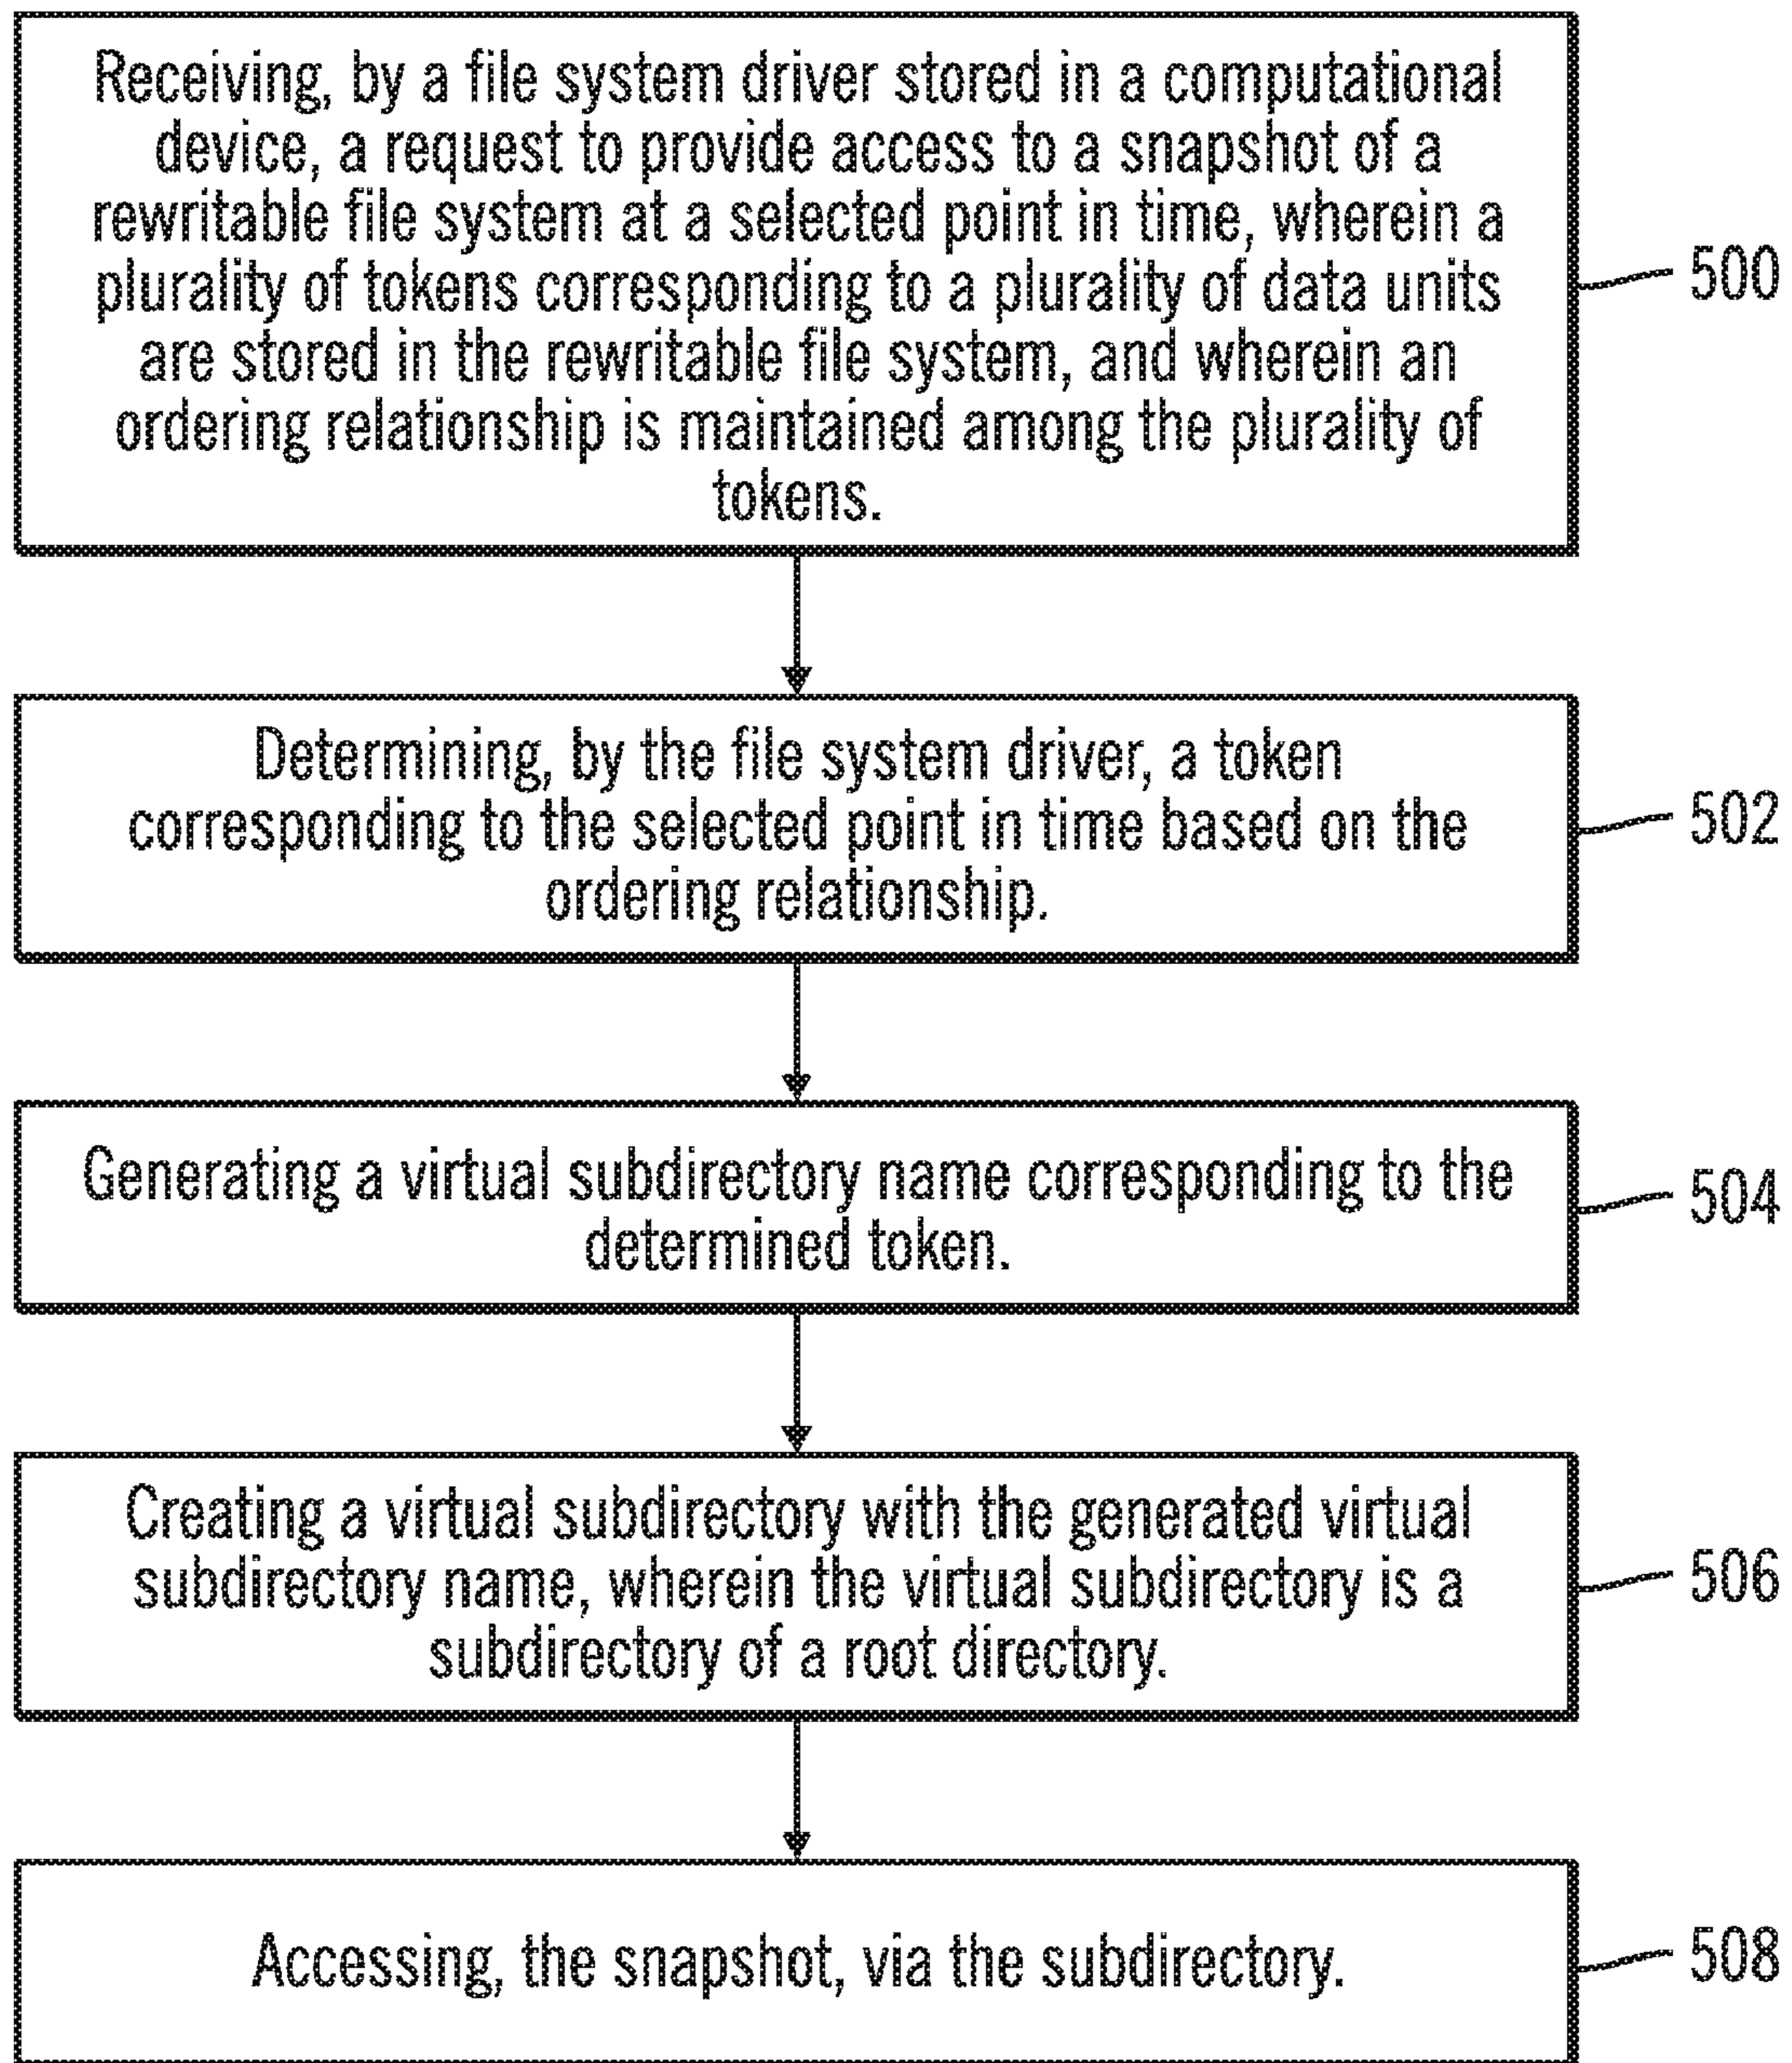 Receiving, by a file system driver stored in a computational
device, a request to provide access to a snapshot of a
rewritable file system at a selected point in time, wherein a
plurality of tokens corresponding to a plurality of data units
are stored in the rewritable file system, and wherein an
ordering relationship is maintained among the plurality of
tokens.
500
Determining, by the file system driver, a token
corresponding to the selected point in time based on the
ordering relationship.
502
Generating a virtual subdirectory name corresponding to the
determined token.
504
Creating a virtual subdirectory with the generated virtual
subdirectory name, wherein the virtual subdirectory is a
subdirectory of a root directory.
506
Accessing, the snapshot, via the subdirectory.
508